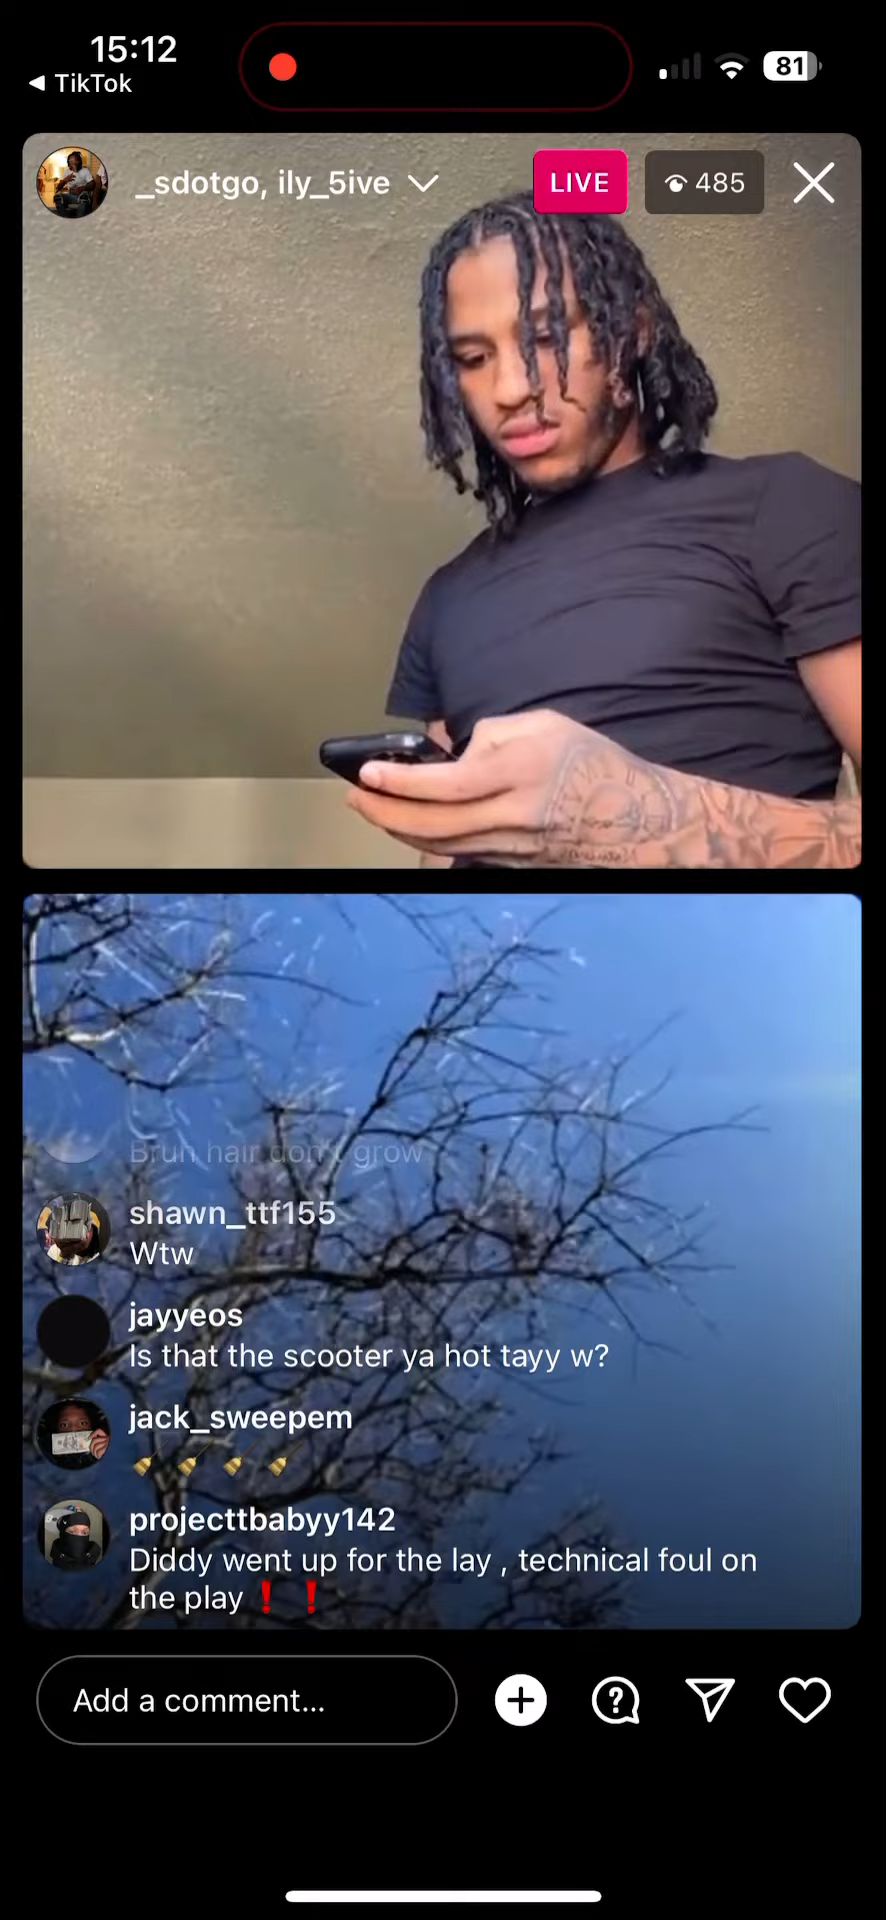 15:12
◀ TikTok
81
_sdotgo, ily_5ive
LIVE
485
Bruh hair don't grow
shawn_ttf155
Wtw
jayyeos
Is that the scooter ya hot tayy w?
jack_sweepem
🧹 🧹 🧹 🧹
projecttbabyy142
Diddy went up for the lay , technical foul on
the play❗❗
Add a comment...